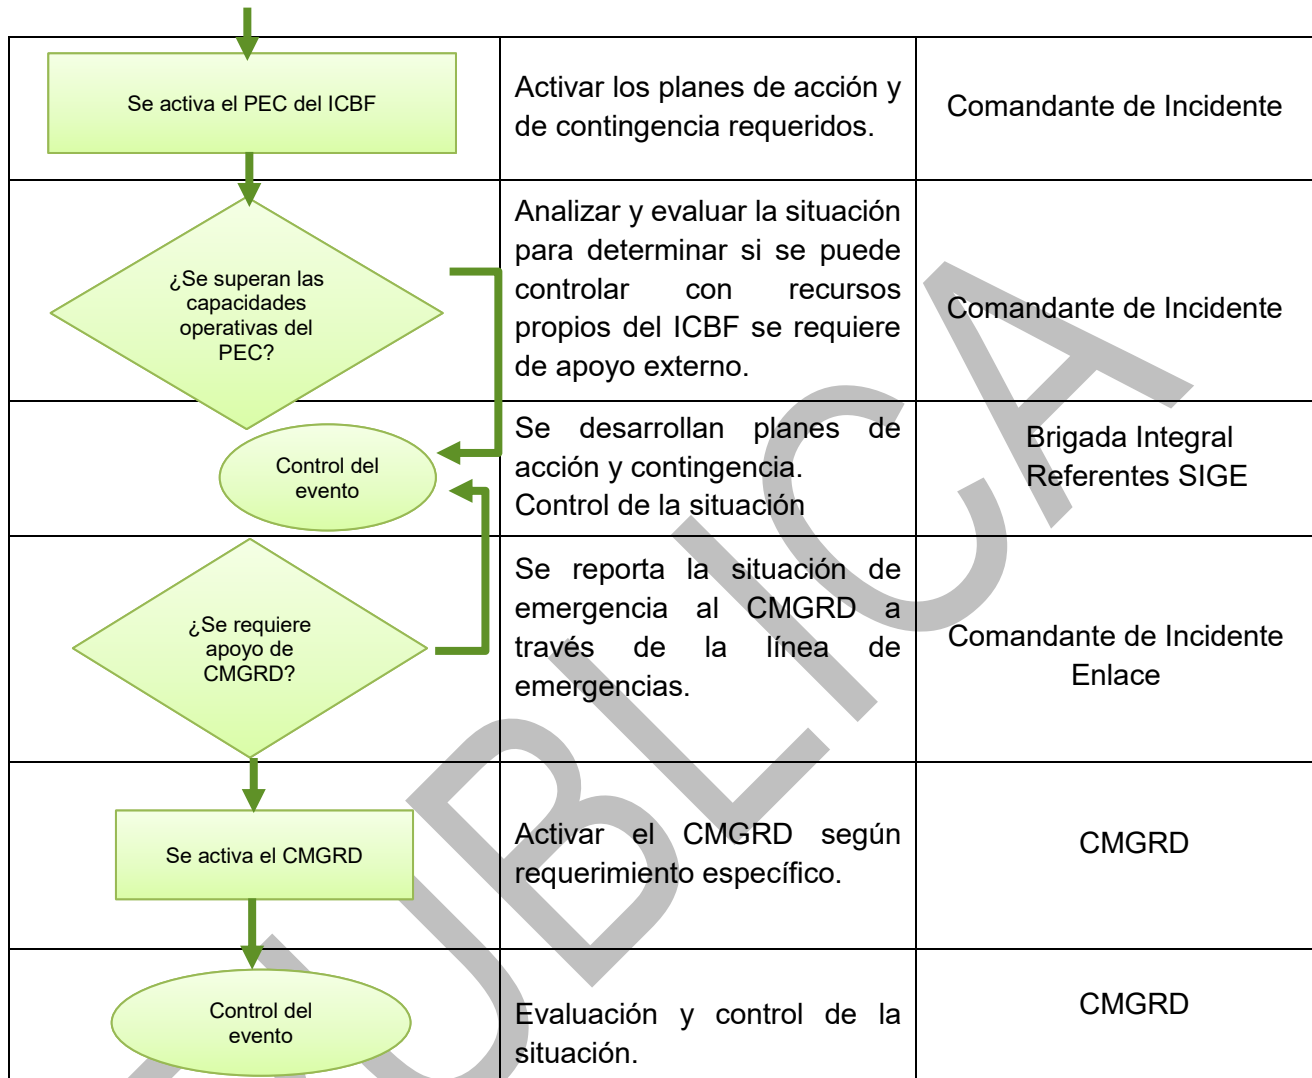 Se activa el PEC del ICBF
Activar los planes de acción y
de contingencia requeridos.
Comandante de Incidente
¿Se superan las
capacidades
operativas del
PEC?
Analizar y evaluar la situación
para determinar si se puede
controlar con recursos
propios del ICBF se requiere
de apoyo externo.
Comandante de Incidente
Control del
evento
Se desarrollan planes de
acción y contingencia.
Control de la situación
Brigada Integral
Referentes SIGE
¿Se requiere
apoyo de
CMGRD?
Se reporta la situación de
emergencia al CMGRD a
través de la línea de
emergencias.
Comandante de Incidente
Enlace
Se activa el CMGRD
Activar el CMGRD según
requerimiento específico.
CMGRD
Control del
evento
Evaluación y control de la
situación.
CMGRD
UBLICA